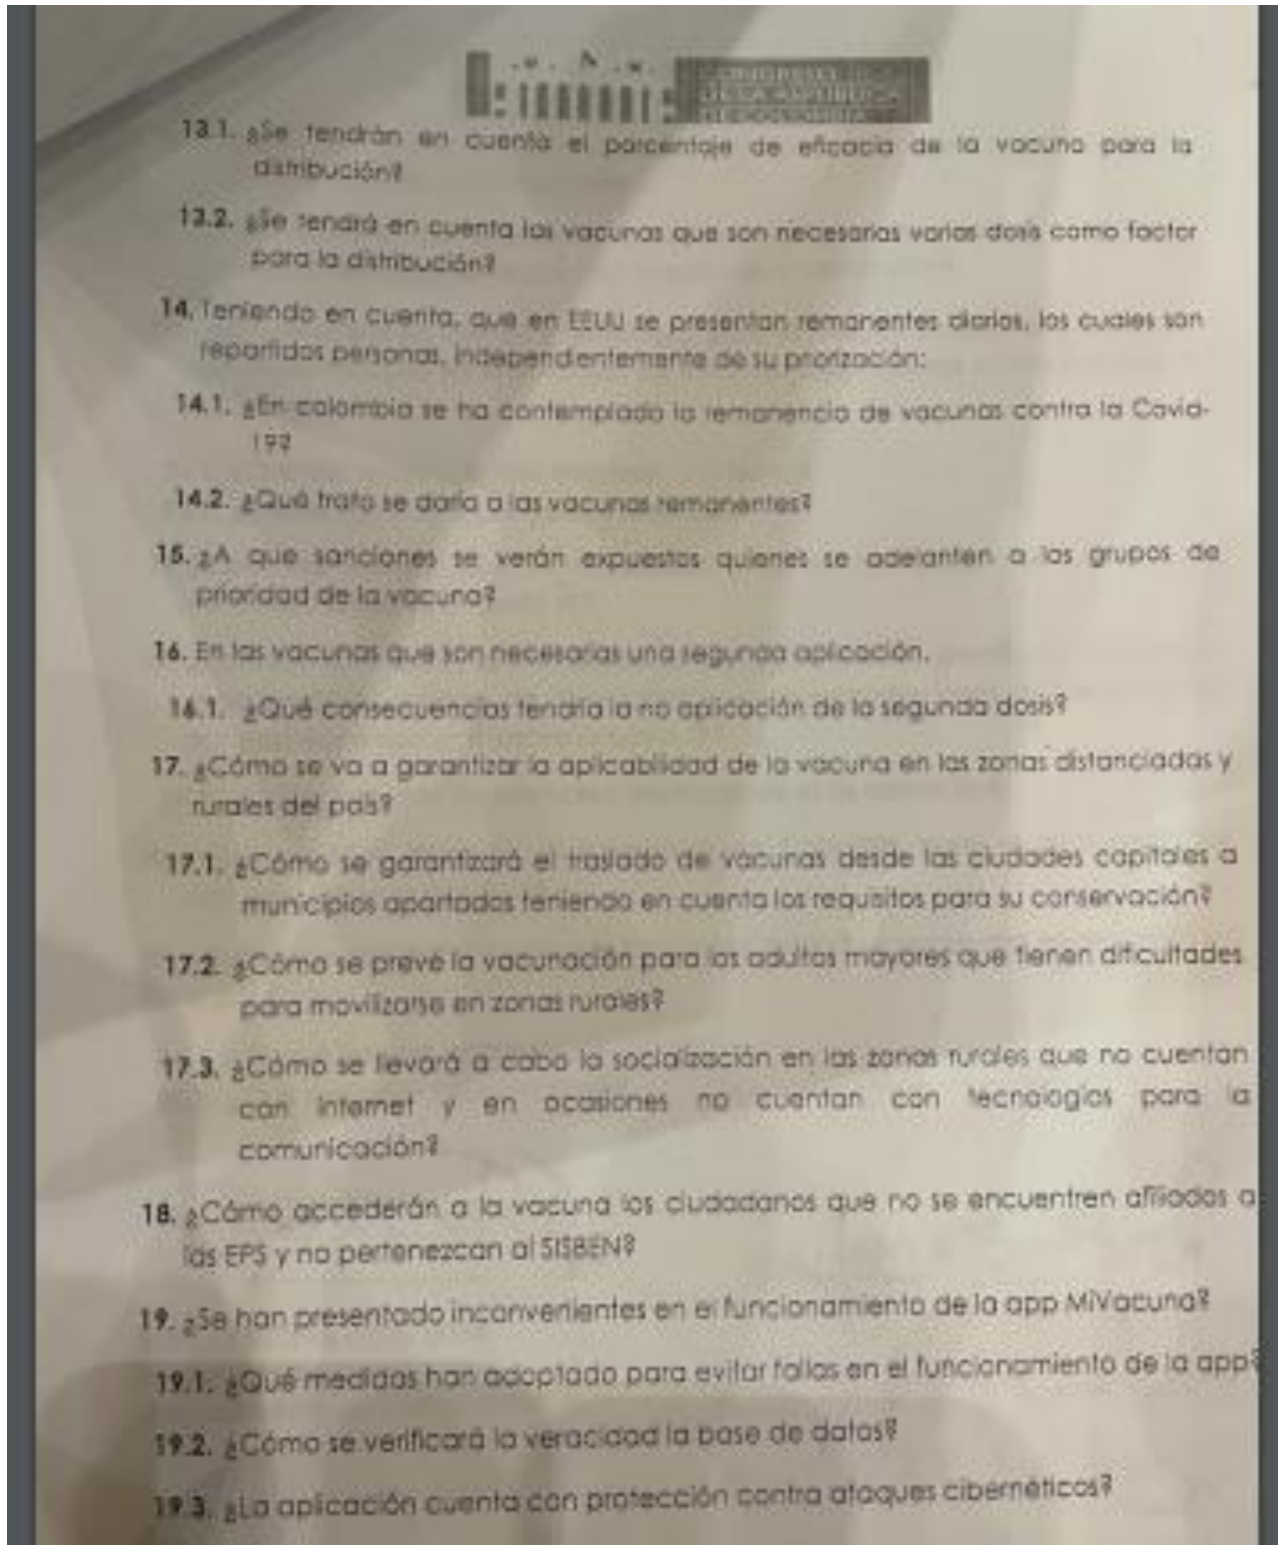 CONGRESO
DE LA REPÚBLICA
DE COLOMBIA
13.1. ¿Se tendrán en cuenta el porcentaje de eficacia de la vacuna para la
distribución?
13.2. ¿Se tendrá en cuenta las vacunas que son necesarias varias dosis como factor
para la distribución?
14. Teniendo en cuenta, que en EEUU se presentan remanentes diarios, los cuales son
repartidos personas, independientemente de su priorización:
14.1. ¿En colombia se ha contemplado la remanencia de vacunas contra la Covid-
19?
14.2. ¿Qué trato se daría a las vacunas remanentes?
15. ¿A que sanciones se verán expuestos quienes se adelanten a los grupos de
prioridad de la vacuna?
16. En las vacunas que son necesarias una segunda aplicación.
16.1. ¿Qué consecuencias tendría la no aplicación de la segunda dosis?
17. ¿Cómo se va a garantizar la aplicabilidad de la vacuna en las zonas distanciadas y
rurales del país?
17.1. ¿Cómo se garantizará el traslado de vacunas desde las ciudades capitales a
municipios apartados teniendo en cuenta los requisitos para su conservación?
17.2. ¿Cómo se prevé la vacunación para los adultos mayores que tienen dificultades
para movilizarse en zonas rurales?
17.3. ¿Cómo se llevará a cabo la socialización en las zonas rurales que no cuentan
con internet y en ocasiones no cuentan con tecnologías para la
comunicación?
18. ¿Cómo accederán a la vacuna los ciudadanos que no se encuentren afiliados a
las EPS y no pertenezcan al SISBEN?
19. ¿Se han presentado inconvenientes en el funcionamiento de la app MiVacuna?
19.1. ¿Qué medidas han adoptado para evitar fallas en el funcionamiento de la app?
19.2. ¿Cómo se verificará la veracidad la base de datos?
19.3. ¿La aplicación cuenta con protección contra ataques cibernéticos?